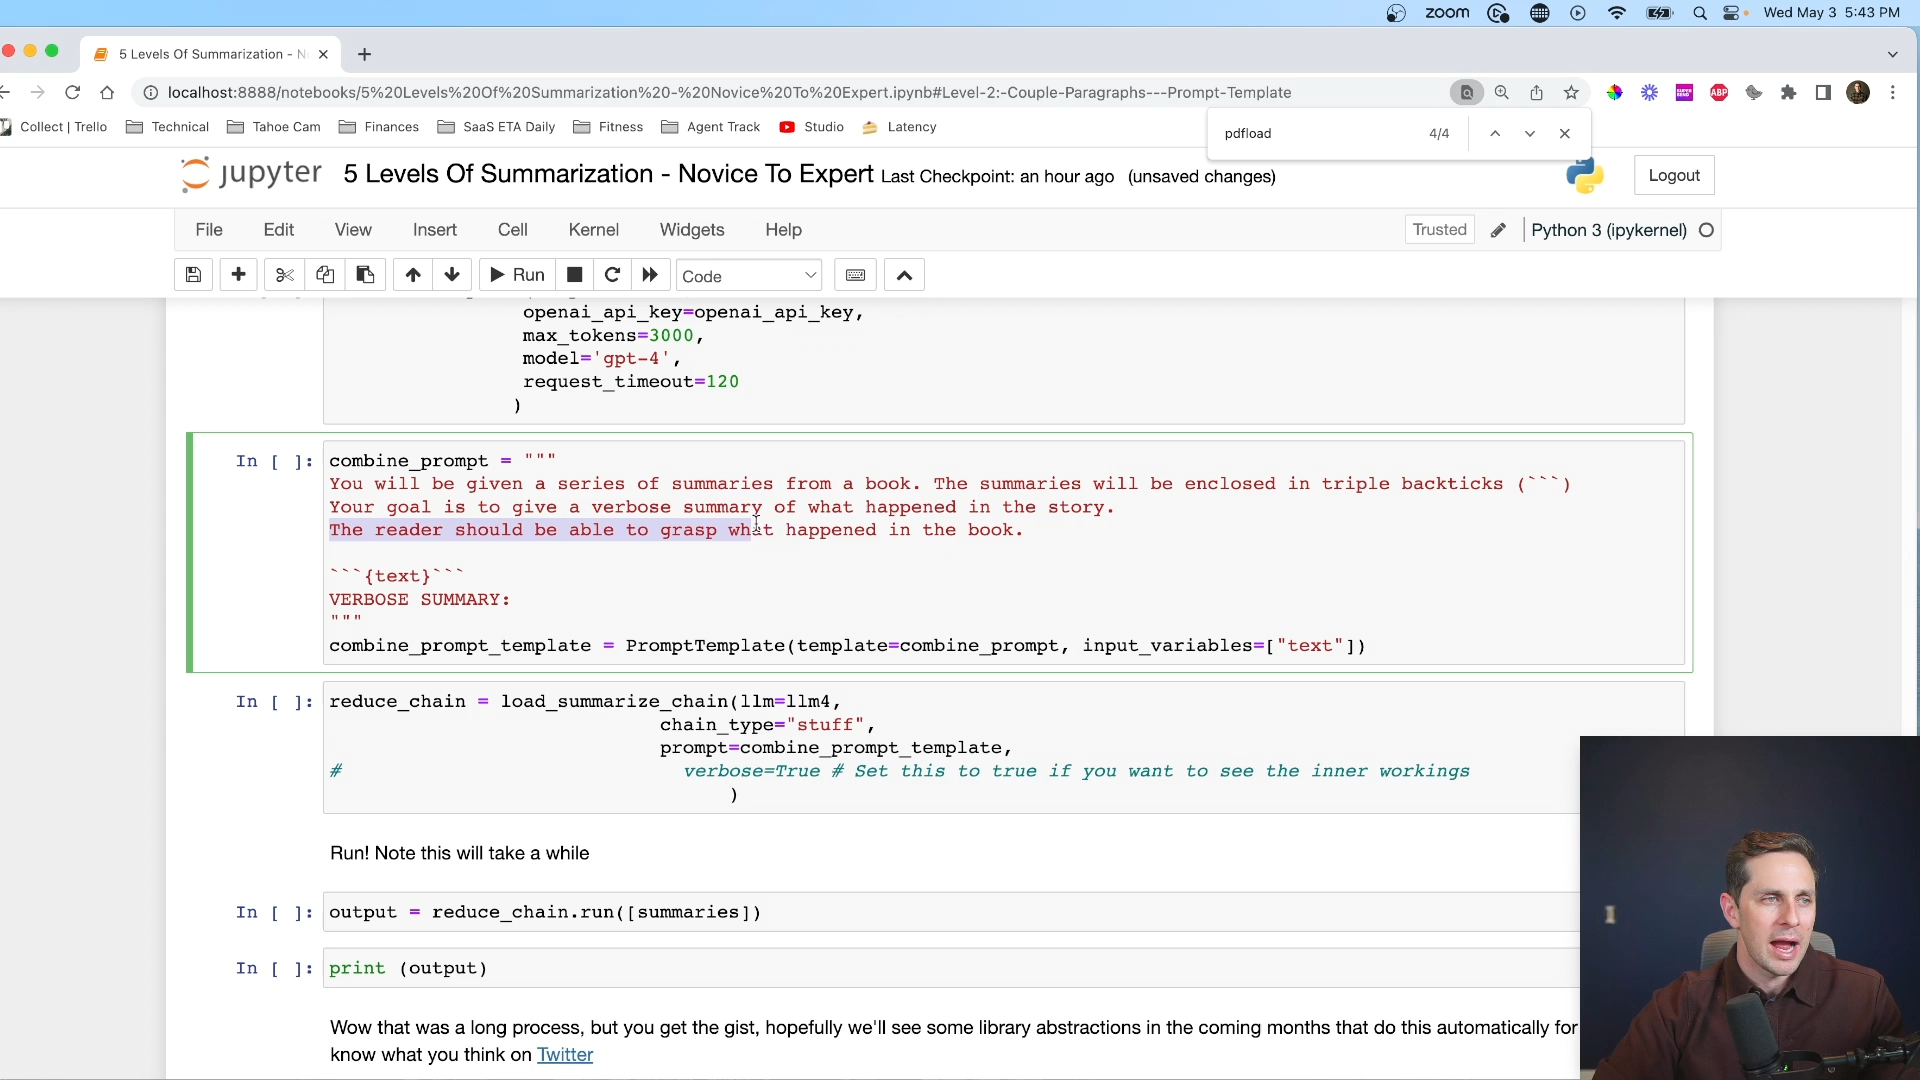 zoom
Wed May 3 5:43 PM
5 Levels Of Summarization - N
localhost:8888/notebooks/5%20Levels%20Of%20Summarization%20-%20Novice%20To%20Expert.ipynb#Level-2:-Couple-Paragraphs---Prompt-Template
ABP
Collect | Trello
Technical
Tahoe Cam
Finances
SaaS ETA Daily
Fitness
Agent Track
Studio
Latency
pdfload
4/4
jupyter
5 Levels Of Summarization - Novice To Expert Last Checkpoint: an hour ago (unsaved changes)
Logout
File Edit View Insert Cell Kernel Widgets Help
Trusted
Python 3 (ipykernel)
Run
Code
openai_api_key=openai_api_key,
max_tokens=3000,
model='gpt-4',
request_timeout=120
)
In [ ]: combine_prompt = """
You will be given a series of summaries from a book. The summaries will be enclosed in triple backticks (```)
Your goal is to give a verbose summary of what happened in the story.
The reader should be able to grasp what happened in the book.
```{text}```
VERBOSE SUMMARY:
"""
combine_prompt_template = PromptTemplate(template=combine_prompt, input_variables=["text"])
In [ ]: reduce_chain = load_summarize_chain(llm=llm4,
chain_type="stuff",
prompt=combine_prompt_template,
# verbose=True # Set this to true if you want to see the inner workings
)
Run! Note this will take a while
In [ ]: output = reduce_chain.run([summaries])
In [ ]: print (output)
Wow that was a long process, but you get the gist, hopefully we'll see some library abstractions in the coming months that do this automatically for
know what you think on Twitter